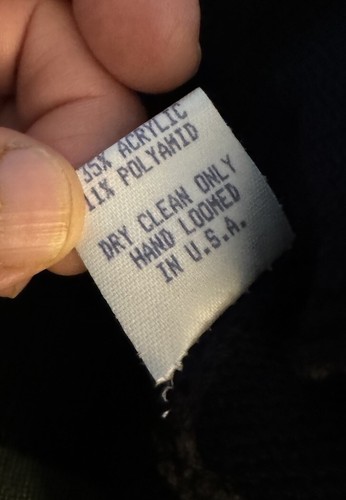 35% ACRYLIC
11% POLYAMID
DRY CLEAN ONLY
HAND LOOMED
IN U.S.A.